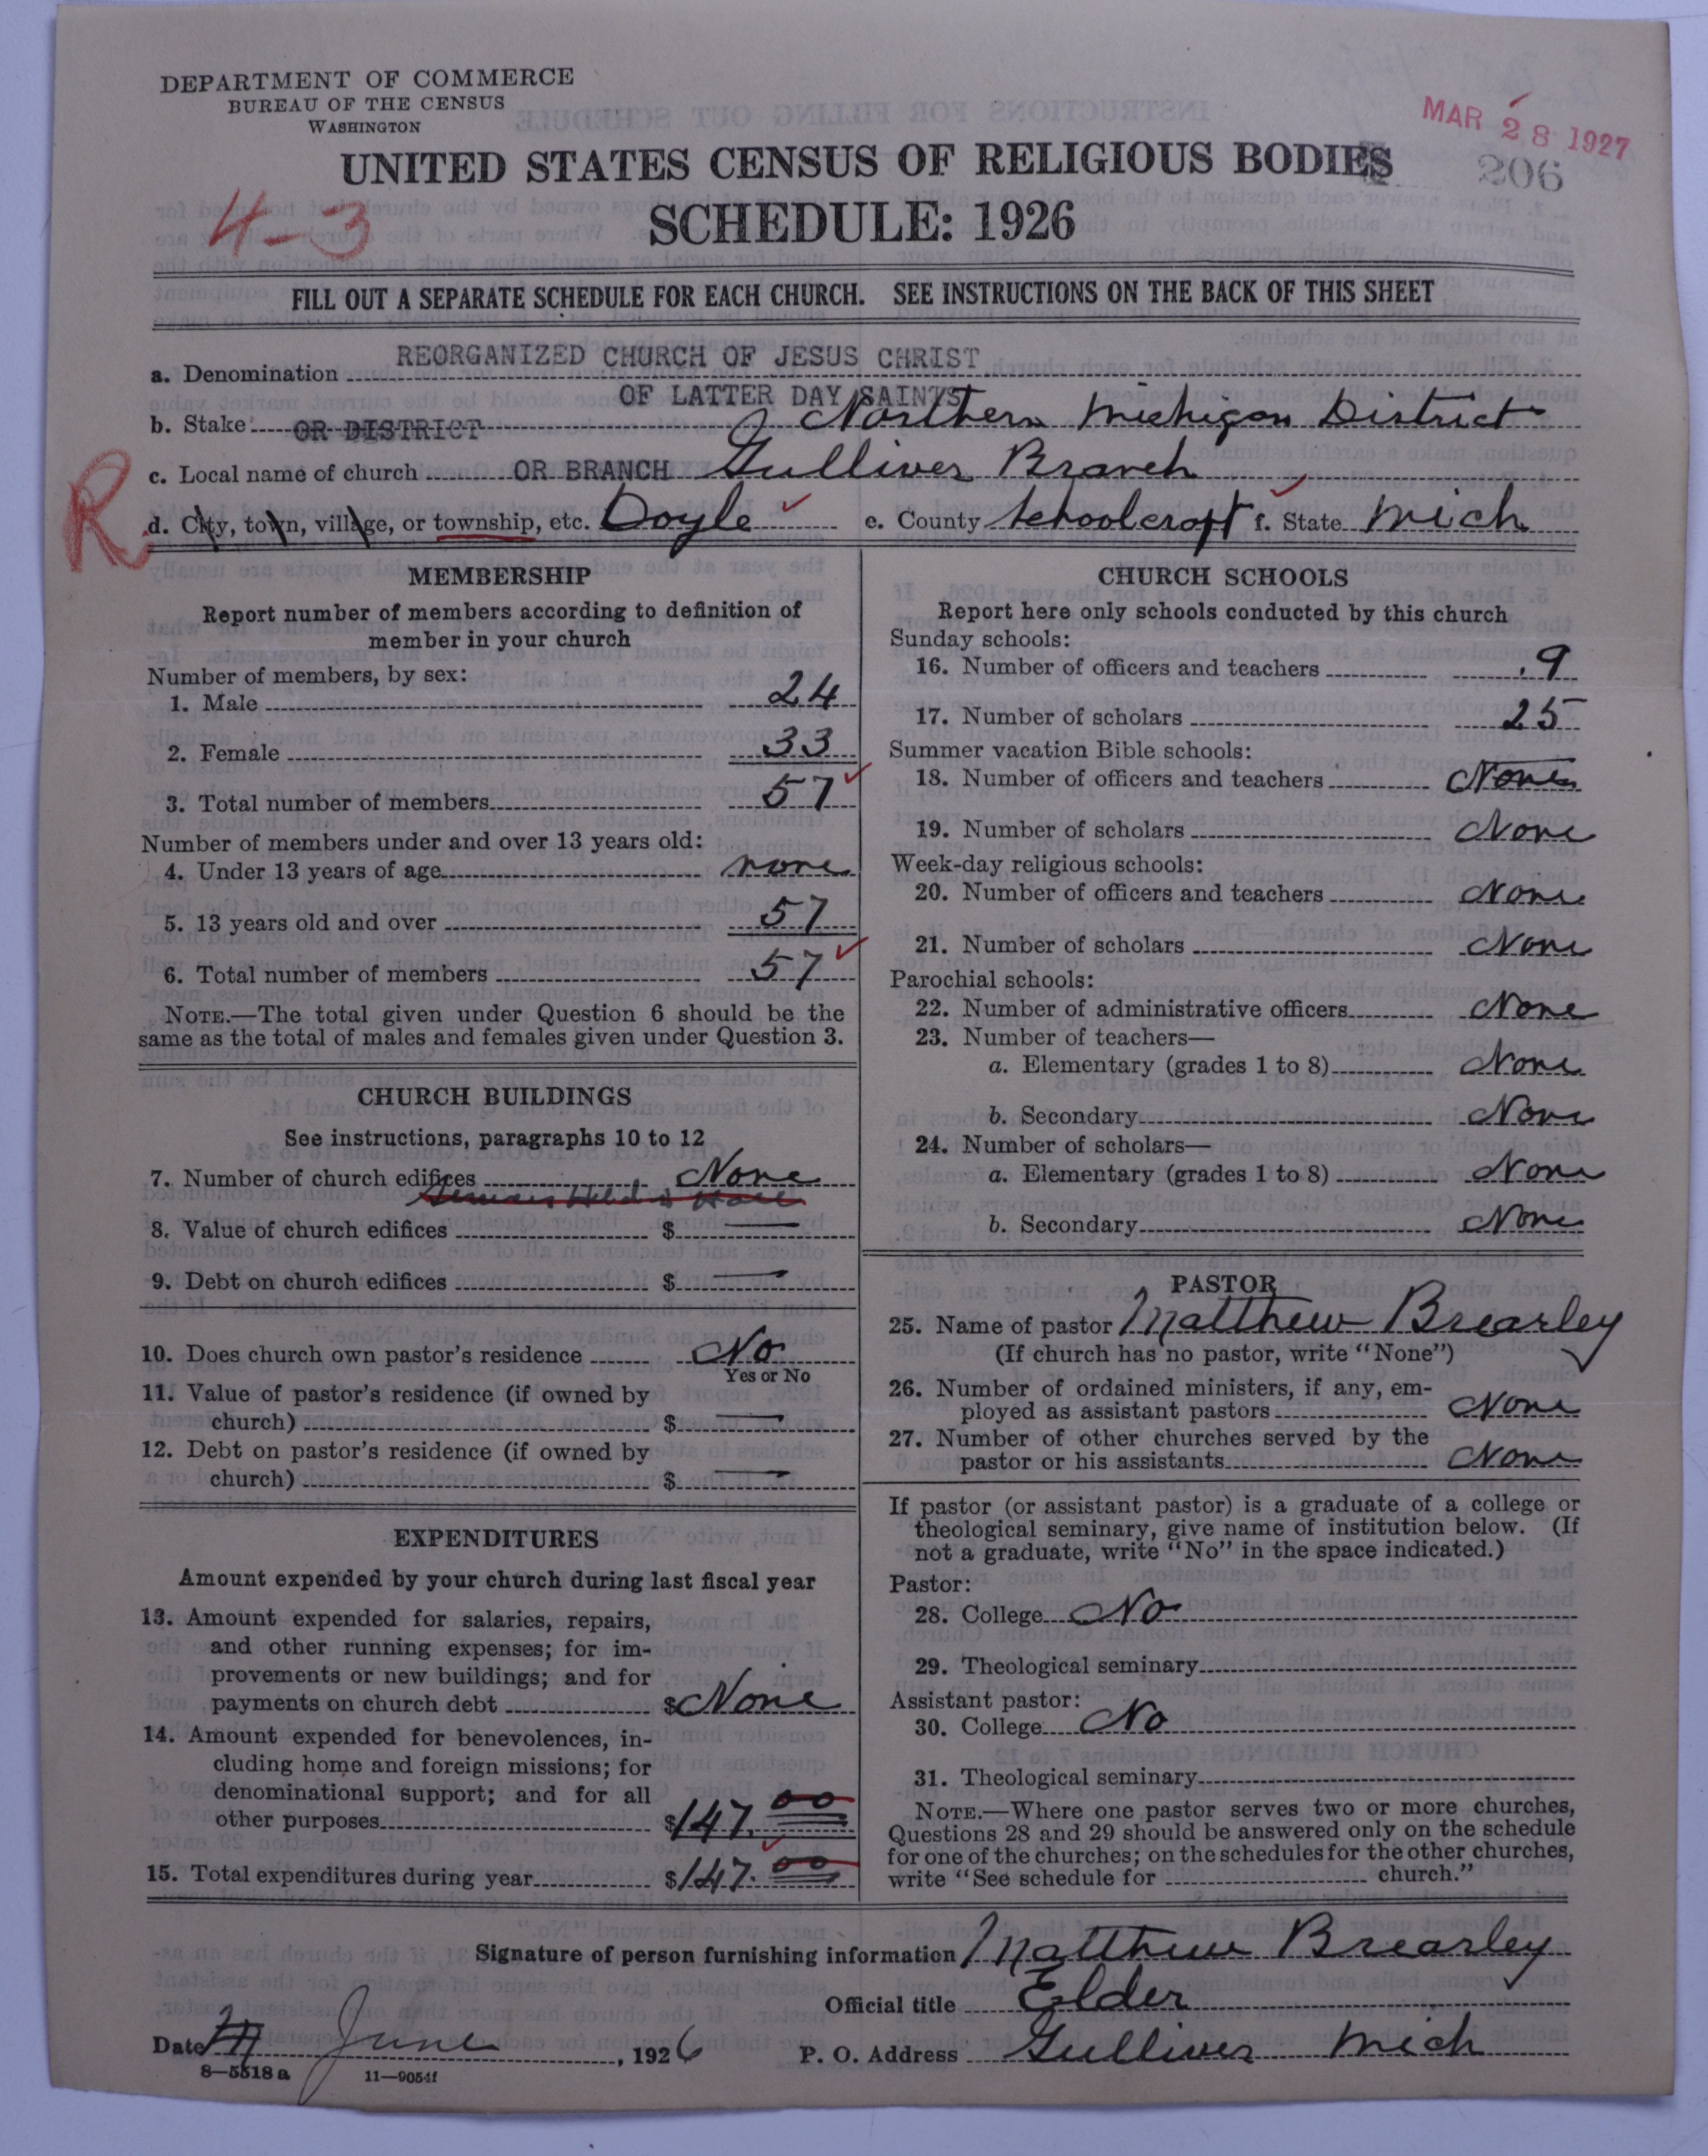 DEPARTMENT OF COMMERCE
BUREAU OF THE CENSUS
WASHINGTON
MAR 28 1927
206
UNITED STATES CENSUS OF RELIGIOUS BODIES
4-3
SCHEDULE: 1926
FILL OUT A SEPARATE SCHEDULE FOR EACH CHURCH. SEE INSTRUCTIONS ON THE BACK OF THIS SHEET
a. Denomination REORGANIZED CHURCH OF JESUS CHRIST
OF LATTER DAY SAINTS
b. Stake OR DISTRICT Northern Michigan District
c. Local name of church OR BRANCH Gulliver Branch
R
d. City, town, village, or township, etc. Doyle e. County Schoolcraft f. State Mich
MEMBERSHIP
Report number of members according to definition of
member in your church
Number of members, by sex:
1. Male 24
2. Female 33
3. Total number of members 57
Number of members under and over 13 years old:
4. Under 13 years of age none
5. 13 years old and over 57
6. Total number of members 57
NOTE.—The total given under Question 6 should be the
same as the total of males and females given under Question 3.
CHURCH BUILDINGS
See instructions, paragraphs 10 to 12
7. Number of church edifices None
8. Value of church edifices $ —
9. Debt on church edifices $ —
10. Does church own pastor's residence No
Yes or No
11. Value of pastor's residence (if owned by
church) $ —
12. Debt on pastor's residence (if owned by
church) $ —
EXPENDITURES
Amount expended by your church during last fiscal year
13. Amount expended for salaries, repairs,
and other running expenses; for im-
provements or new buildings; and for
payments on church debt $ None
14. Amount expended for benevolences, in-
cluding home and foreign missions; for
denominational support; and for all
other purposes $147.00
15. Total expenditures during year $147.00
CHURCH SCHOOLS
Report here only schools conducted by this church
Sunday schools:
16. Number of officers and teachers 9
17. Number of scholars 25
Summer vacation Bible schools:
18. Number of officers and teachers None
19. Number of scholars None
Week-day religious schools:
20. Number of officers and teachers None
21. Number of scholars None
Parochial schools:
22. Number of administrative officers None
23. Number of teachers—
a. Elementary (grades 1 to 8) None
b. Secondary None
24. Number of scholars—
a. Elementary (grades 1 to 8) None
b. Secondary None
PASTOR
25. Name of pastor Matthew Brearley
(If church has no pastor, write "None")
26. Number of ordained ministers, if any, em-
ployed as assistant pastors None
27. Number of other churches served by the
pastor or his assistants None
If pastor (or assistant pastor) is a graduate of a college or
theological seminary, give name of institution below. (If
not a graduate, write "No" in the space indicated.)
Pastor:
28. College No
29. Theological seminary
Assistant pastor:
30. College No
31. Theological seminary
NOTE.—Where one pastor serves two or more churches,
Questions 28 and 29 should be answered only on the schedule
for one of the churches; on the schedules for the other churches,
write "See schedule for church."
Signature of person furnishing information Matthew Brearley
Official title Elder
Date June, 1926 P. O. Address Gulliver Mich
8—5518 a 11—9054f